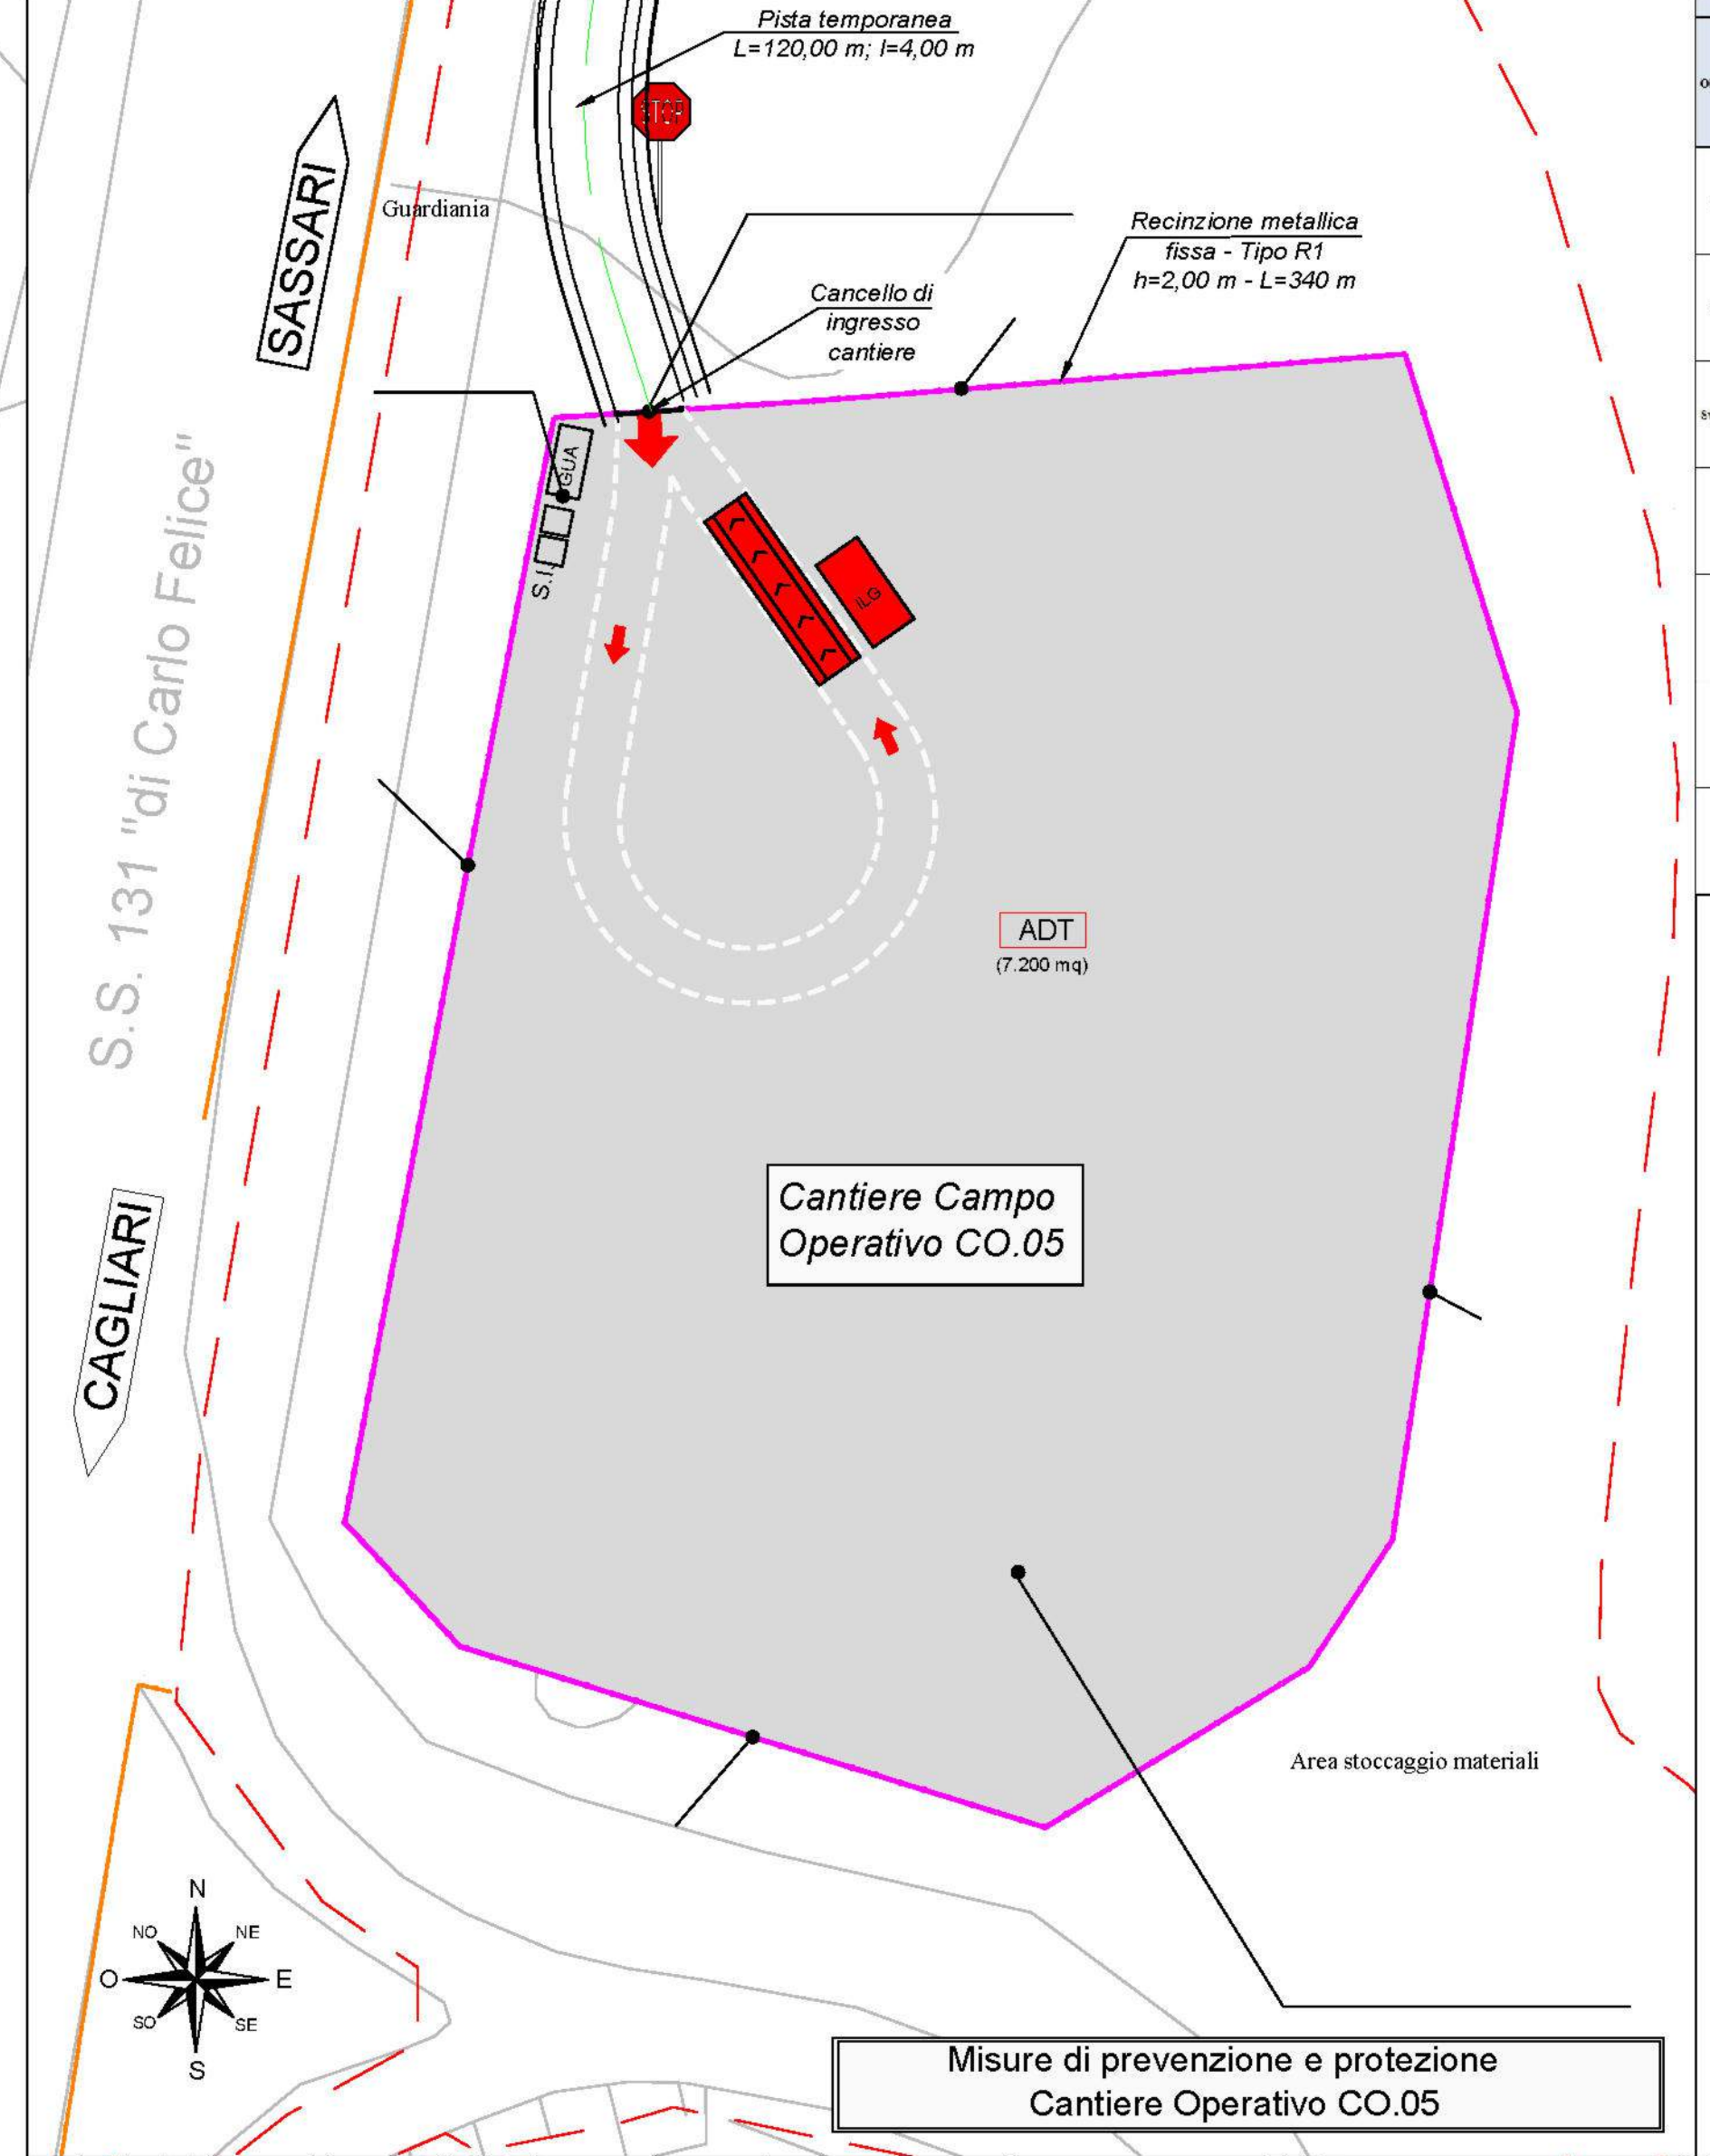 Pista temporanea
L=120,00 m; l=4,00 m
STOP
SASSARI
Guardiania
Recinzione metallica
fissa - Tipo R1
h=2,00 m - L=340 m
Cancello di
ingresso
cantiere
GUA
S.I.
ILG
S.S. 131 "di Carlo Felice"
ADT
(7.200 mq)
Cantiere Campo
Operativo CO.05
CAGLIARI
Area stoccaggio materiali
N
NO
NE
O
E
SO
SE
S
Misure di prevenzione e protezione
Cantiere Operativo CO.05